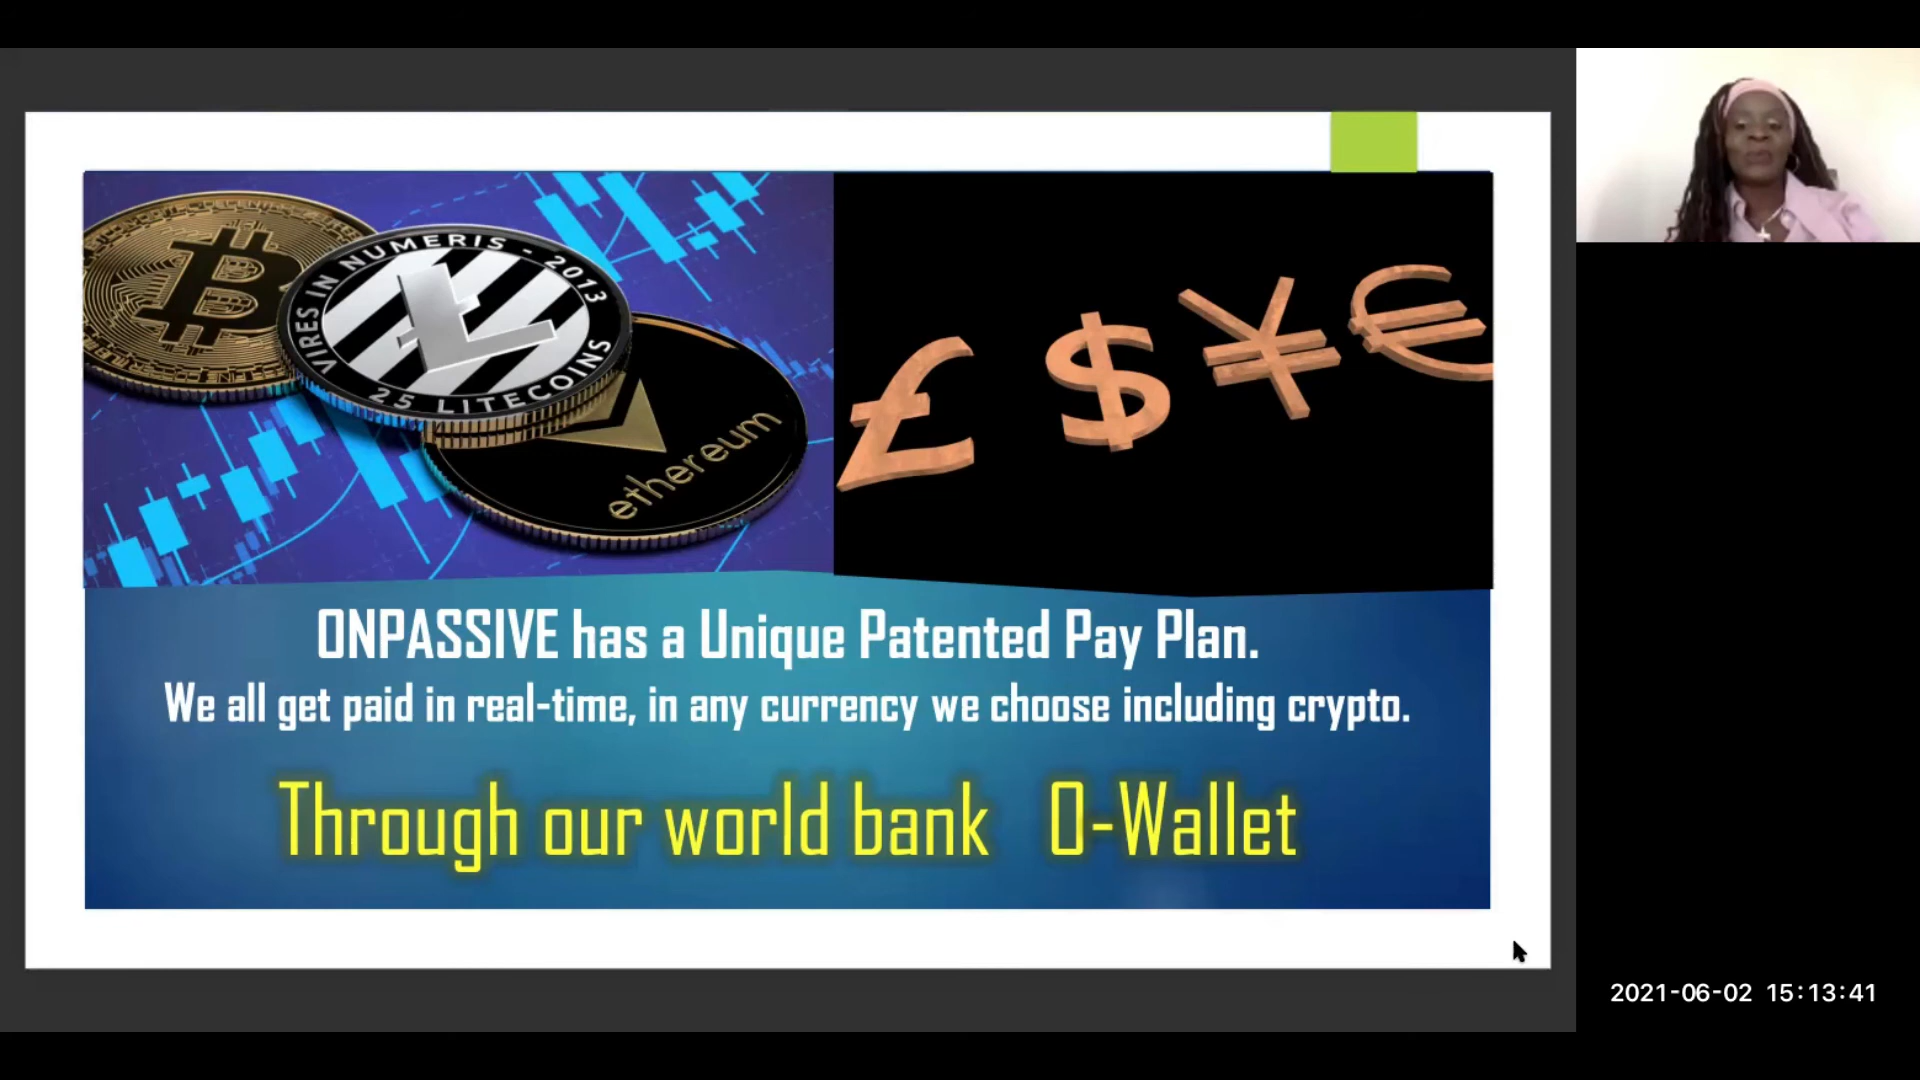 VIRES IN NUMERIS - 2013
25 LITECOINS
ethereum
£ $ ¥ €
ONPASSIVE has a Unique Patented Pay Plan.
We all get paid in real-time, in any currency we choose including crypto.
Through our world bank O-Wallet
2021-06-02 15:13:41